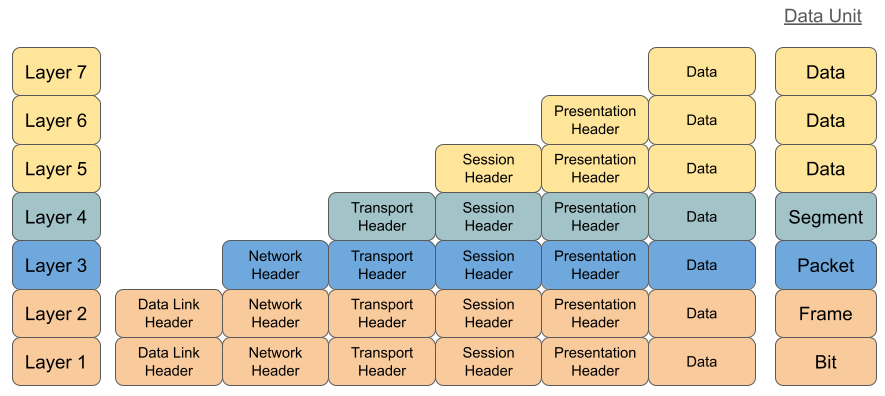 Data Unit
Layer 7 Data Data
Layer 6 Presentation Header Data Data
Layer 5 Session Header Presentation Header Data Data
Layer 4 Transport Header Session Header Presentation Header Data Segment
Layer 3 Network Header Transport Header Session Header Presentation Header Data Packet
Layer 2 Data Link Header Network Header Transport Header Session Header Presentation Header Data Frame
Layer 1 Data Link Header Network Header Transport Header Session Header Presentation Header Data Bit